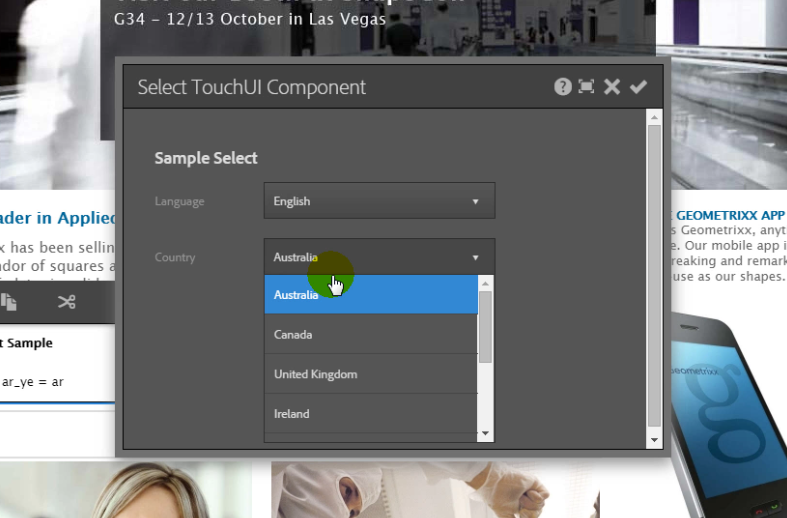 G34 – 12/13 October in Las Vegas
Select TouchUI Component
Sample Select
Language
English
Country
Australia
Australia
Canada
United Kingdom
Ireland
ader in Applied
x has been sellin
dor of squares a
t Sample
ar_ye = ar
GEOMETRIXX APP
s Geometrixx, anyt
e. Our mobile app i
reaking and remark
use as our shapes.
geometrixx
g